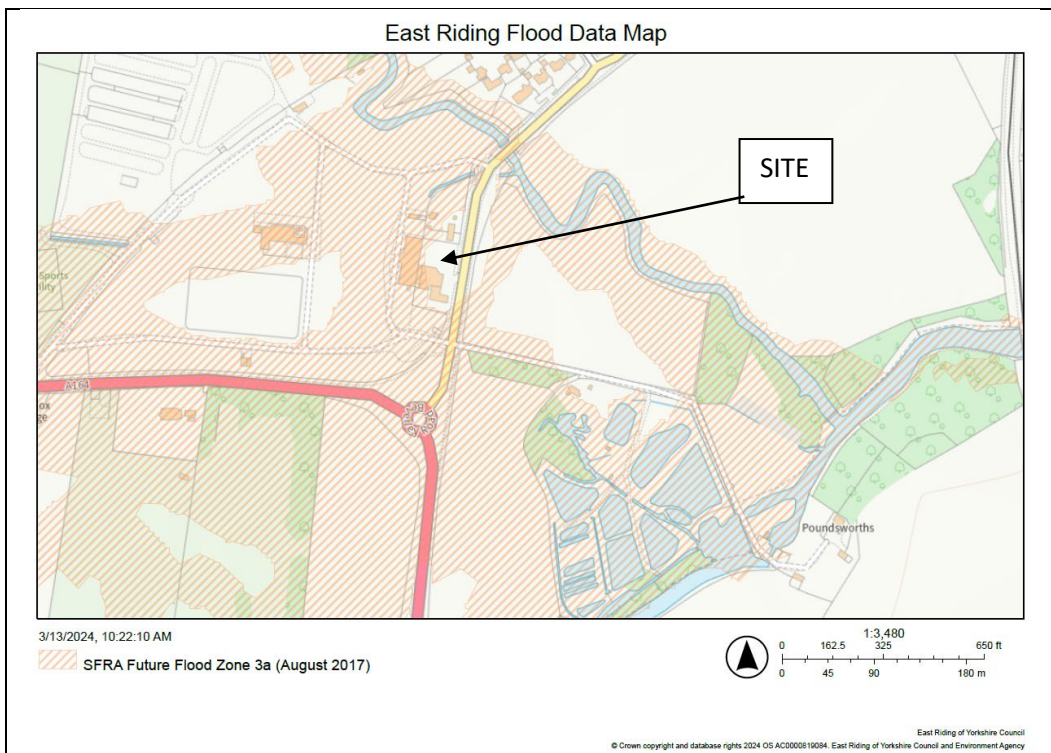 East Riding Flood Data Map
SITE
Sports
A164
Poundsworths
3/13/2024, 10:22:10 AM
SFRA Future Flood Zone 3a (August 2017)
1:3,480
0 162.5 325 650 ft
0 45 90 180 m
East Riding of Yorkshire Council
© Crown copyright and database rights 2024 OS AC0000819084. East Riding of Yorkshire Council and Environment Agency